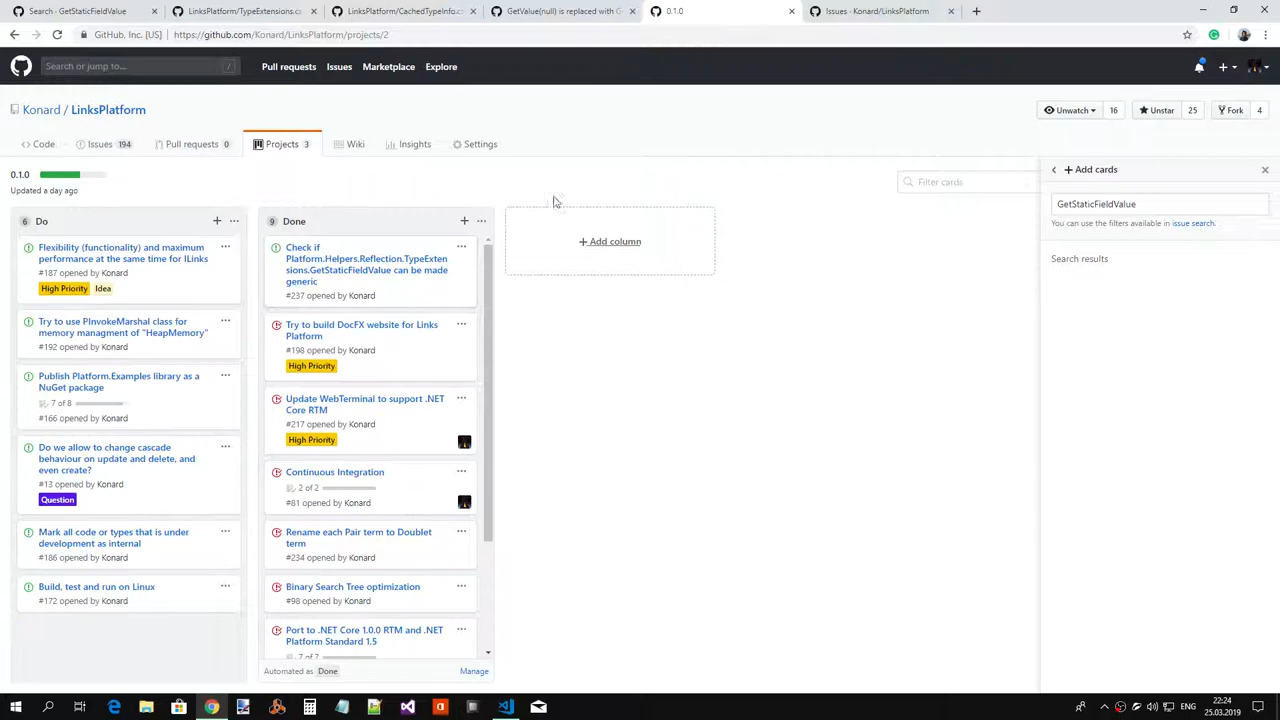 Search - GetStaticFieldValue
LinksPlatform/TypeExtensions.c
LinksPlatform/CachedTypeInfo.cs
GetValue(null) is replaced with G
0.1.0
Issues - Konard/LinksPlatform
GitHub, Inc. [US]
https://github.com/Konard/LinksPlatform/projects/2
Search or jump to...
/
Pull requests
Issues
Marketplace
Explore
Konard / LinksPlatform
Unwatch
16
Unstar
25
Fork
4
Code
Issues 194
Pull requests 0
Projects 3
Wiki
Insights
Settings
0.1.0
Updated a day ago
Filter cards
Add cards
GetStaticFieldValue
You can use the filters available in issue search.
Search results
6 Do
Flexibility (functionality) and maximum
performance at the same time for ILinks
#187 opened by Konard
High Priority
Idea
Try to use PInvokeMarshal class for
memory managment of "HeapMemory"
#192 opened by Konard
Publish Platform.Examples library as a
NuGet package
7 of 8
#166 opened by Konard
Do we allow to change cascade
behaviour on update and delete, and
even create?
#13 opened by Konard
Question
Mark all code or types that is under
development as internal
#186 opened by Konard
Build, test and run on Linux
#172 opened by Konard
9 Done
Check if
Platform.Helpers.Reflection.TypeExten
sions.GetStaticFieldValue can be made
generic
#237 opened by Konard
Try to build DocFX website for Links
Platform
#198 opened by Konard
High Priority
Update WebTerminal to support .NET
Core RTM
#217 opened by Konard
High Priority
Continuous Integration
2 of 2
#81 opened by Konard
Rename each Pair term to Doublet
term
#234 opened by Konard
Binary Search Tree optimization
#98 opened by Konard
Port to .NET Core 1.0.0 RTM and .NET
Platform Standard 1.5
7 of 7
Automated as Done
Manage
Add column
ENG
22:24
25.03.2019